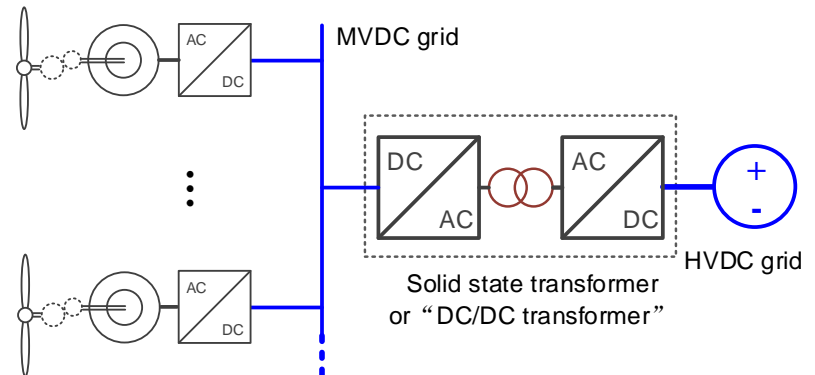 AC
DC
MVDC grid
DC
AC
AC
DC
+
-
HVDC grid
Solid state transformer
or “DC/DC transformer”
AC
DC